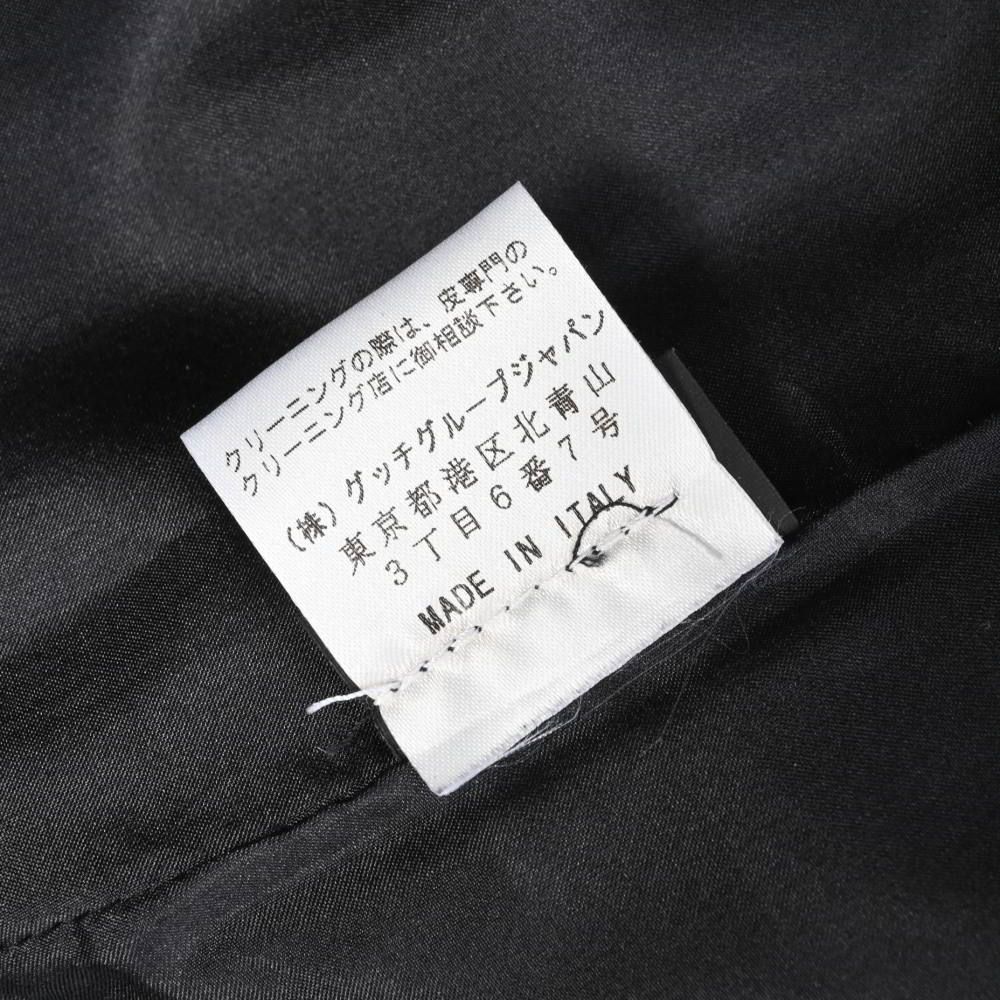 クリーニングの際は、皮専門の
クリーニング店に御相談下さい。
(株)グッチグループジャパン
東京都港区北青山
3丁目6番7号
MADE IN ITALY